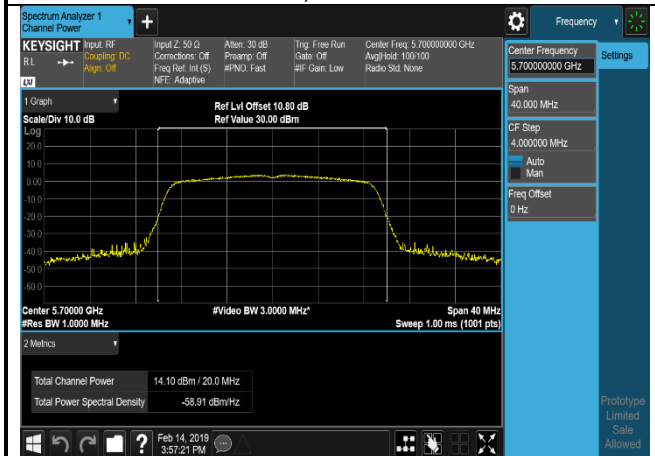 Spectrum Analyzer 1
Channel Power
+
Frequency
KEYSIGHT
RL
LXI
Input: RF
Coupling: DC
Align: Off
Input Z: 50 Ω
Corrections: Off
Freq Ref: Int (S)
NFE: Adaptive
Atten: 30 dB
Preamp: Off
#PNO: Fast
Trig: Free Run
Gate: Off
#IF Gain: Low
Center Freq: 5.700000000 GHz
Avg|Hold: 100/100
Radio Std: None
Center Frequency
5.700000000 GHz
Settings
Span
40.000 MHz
CF Step
4.000000 MHz
Auto
Man
Freq Offset
0 Hz
1 Graph
Scale/Div 10.0 dB
Ref Lvl Offset 10.80 dB
Ref Value 30.00 dBm
Log
20.0
10.0
0.00
-10.0
-20.0
-30.0
-40.0
-50.0
-60.0
Center 5.70000 GHz
#Video BW 3.0000 MHz*
Span 40 MHz
#Res BW 1.0000 MHz
Sweep 1.00 ms (1001 pts)
2 Metrics
Total Channel Power 14.10 dBm / 20.0 MHz
Total Power Spectral Density -58.91 dBm/Hz
Prototype
Limited
Sale
Allowed
?
Feb 14, 2019
3:57:21 PM